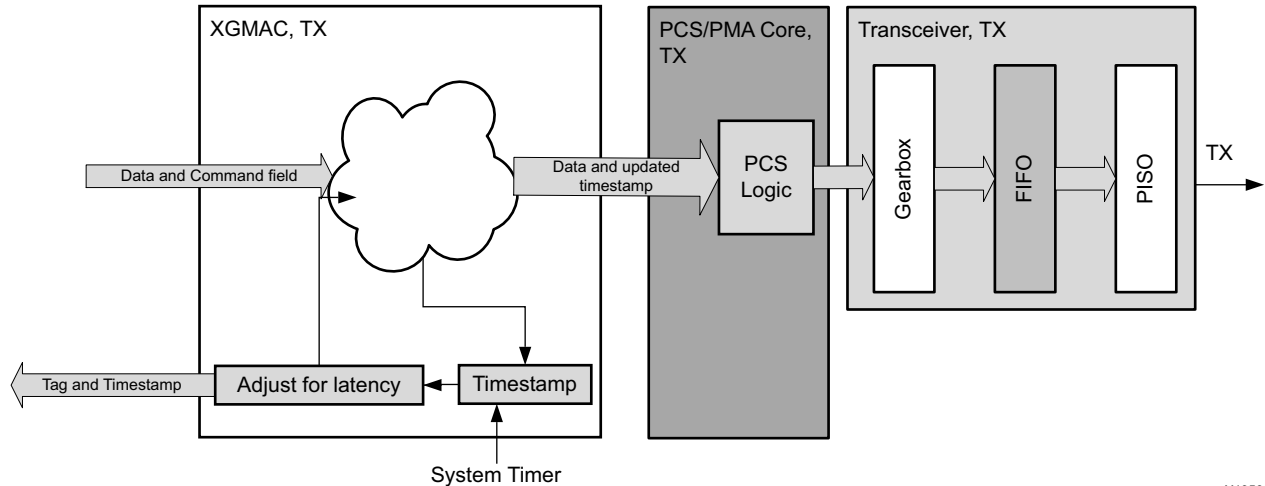 XGMAC, TX
PCS/PMA Core,
TX
Transceiver, TX
Data and Command field
Data and updated
timestamp
PCS
Logic
Gearbox
FIFO
PISO
TX
Tag and Timestamp
Adjust for latency
Timestamp
System Timer